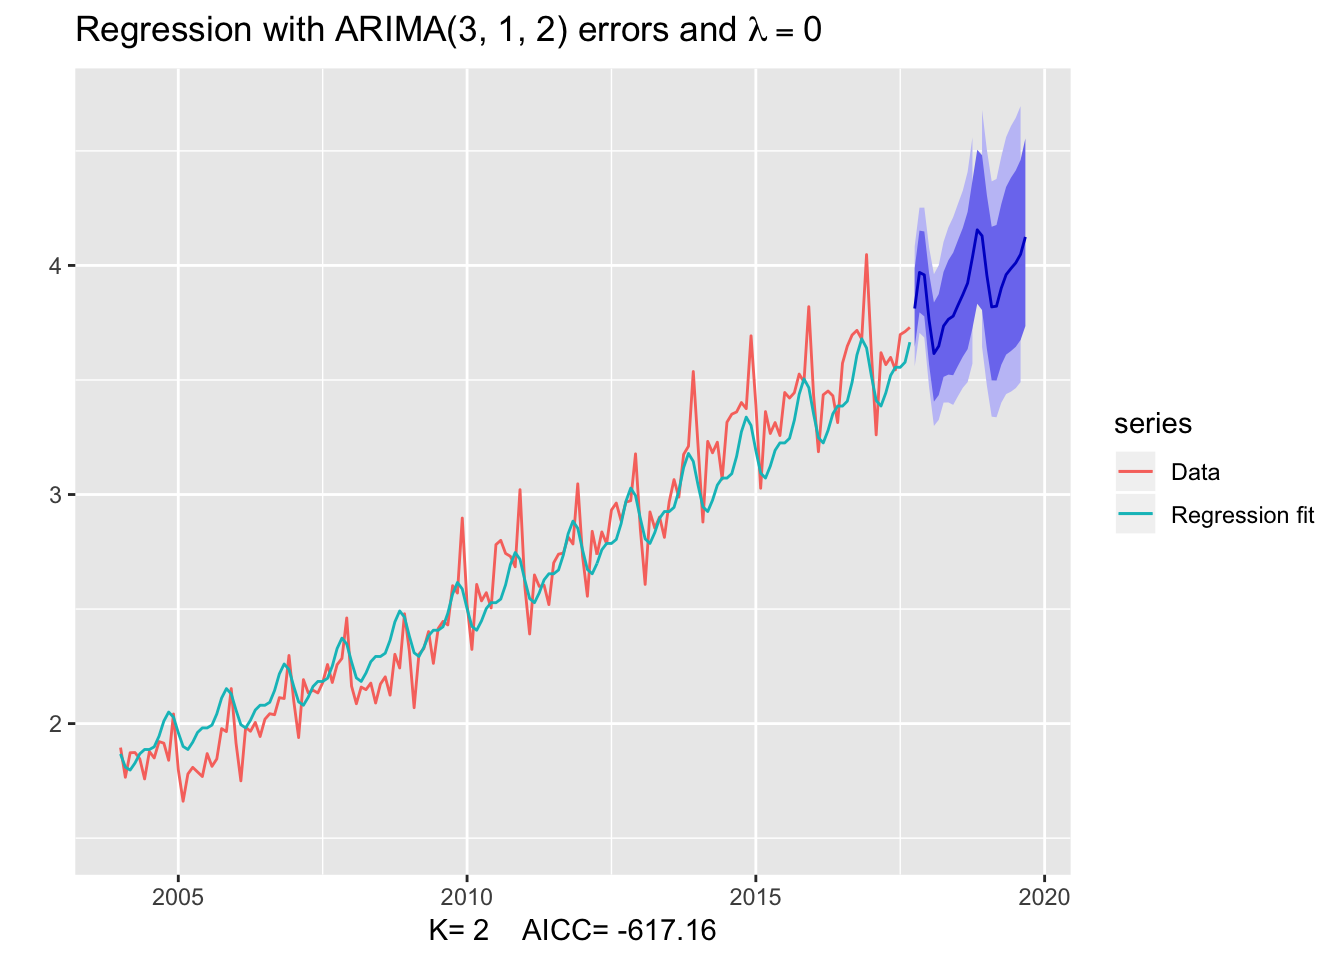 Regression with ARIMA(3, 1, 2) errors and λ = 0
4
3
2
2005
2010
2015
2020
K= 2 AICC= -617.16
series
Data
Regression fit